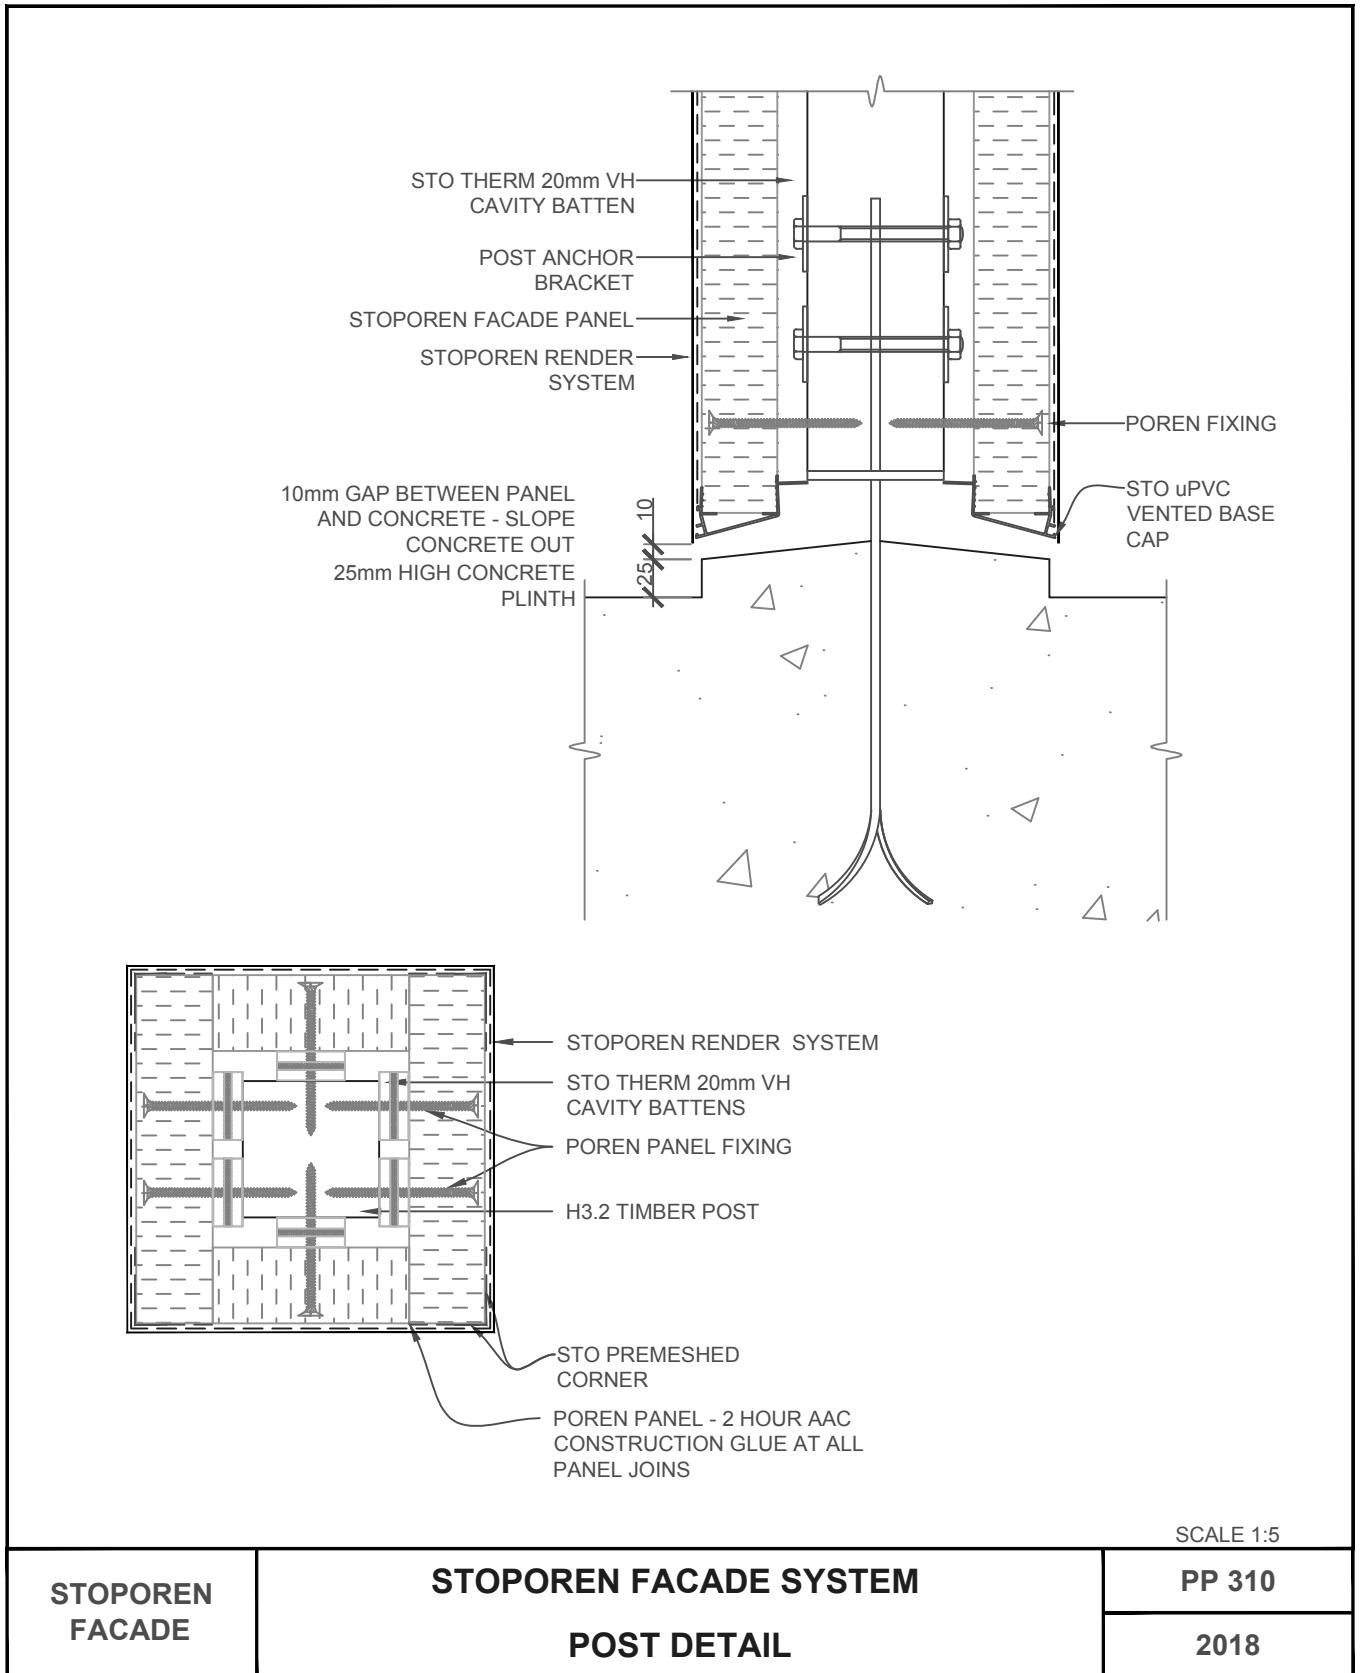 STO THERM 20mm VH
CAVITY BATTEN
POST ANCHOR
BRACKET
STOPOREN FACADE PANEL
STOPOREN RENDER
SYSTEM
POREN FIXING
10mm GAP BETWEEN PANEL
AND CONCRETE - SLOPE
CONCRETE OUT
10
STO uPVC
VENTED BASE
CAP
25mm HIGH CONCRETE
PLINTH
25
STOPOREN RENDER SYSTEM
STO THERM 20mm VH
CAVITY BATTENS
POREN PANEL FIXING
H3.2 TIMBER POST
STO PREMESHED
CORNER
POREN PANEL - 2 HOUR AAC
CONSTRUCTION GLUE AT ALL
PANEL JOINS
SCALE 1:5
STOPOREN
FACADE
STOPOREN FACADE SYSTEM
POST DETAIL
PP 310
2018